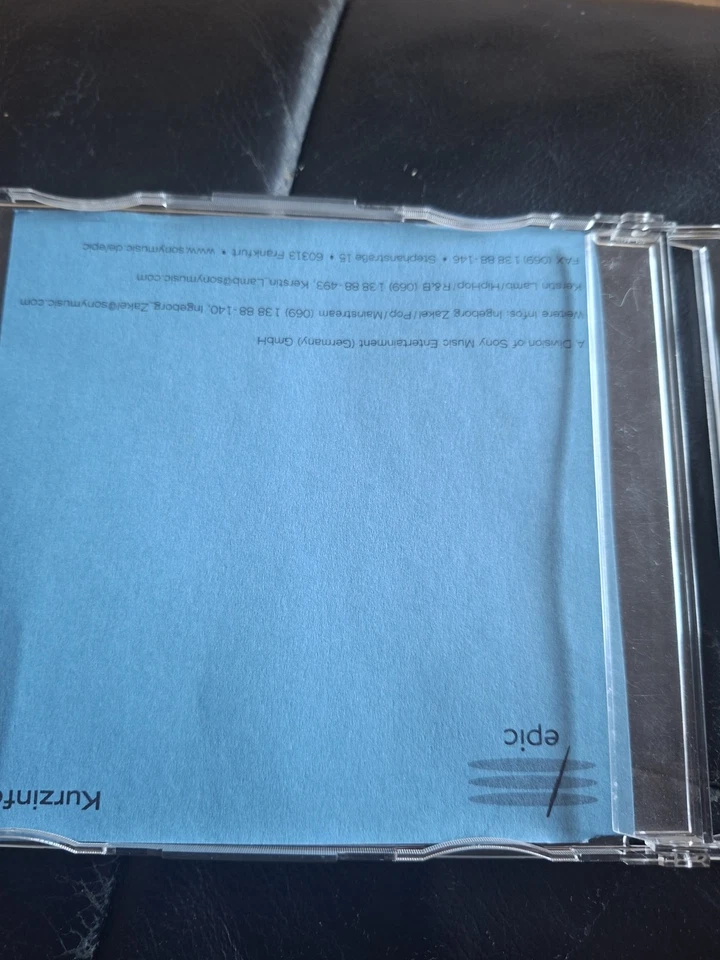 Kurzinfo
epic
A Division of Sony Music Entertainment (Germany) GmbH
weitere Infos: Ingeborg Zakel/Pop/Mainstream (069) 1 38 88-140, Ingeborg_Zakel@sonymusic.com
Kerstin Lamb/HipHop/R&B (069) 1 38 88-493, Kerstin_Lamb@sonymusic.com
FAX (069) 1 38 88-146 • Stephanstraße 15 • 60313 Frankfurt • www.sonymusic.de/epic